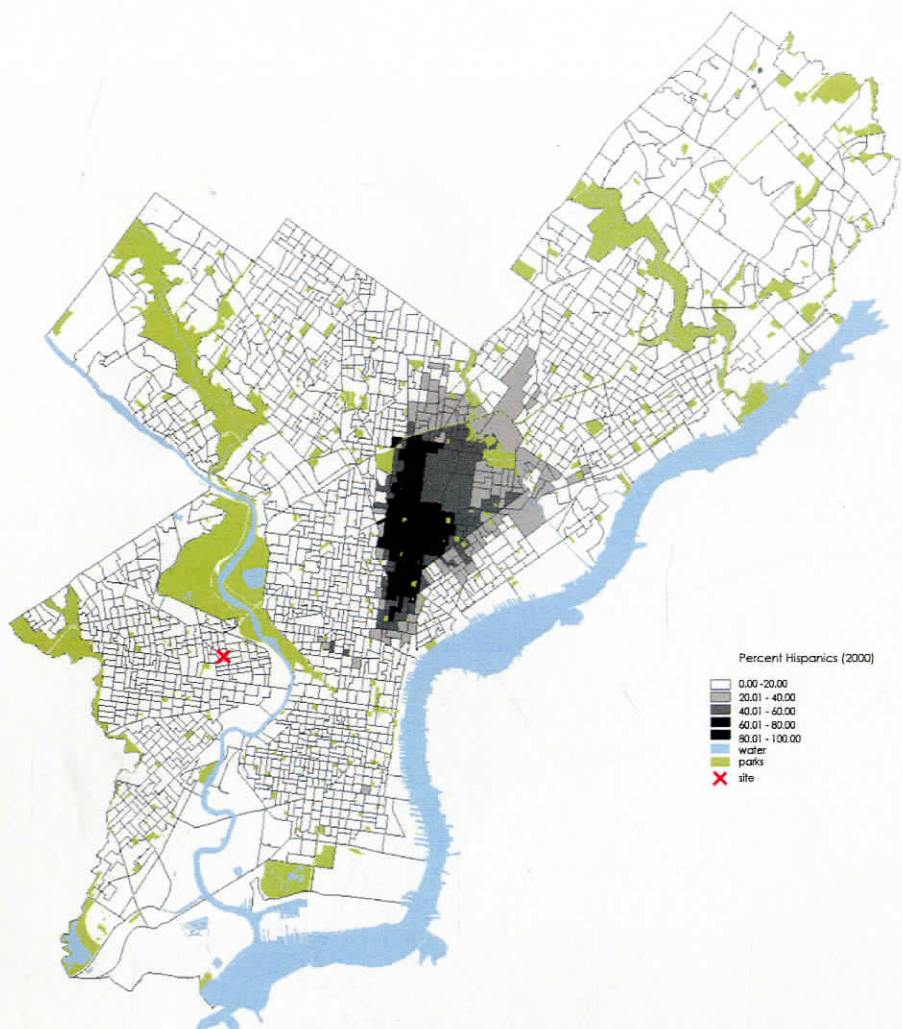 Percent Hispanics (2000)
0.00 -20.00
20.01 - 40.00
40.01 - 60.00
60.01 - 80.00
80.01 - 100.00
water
parks
site